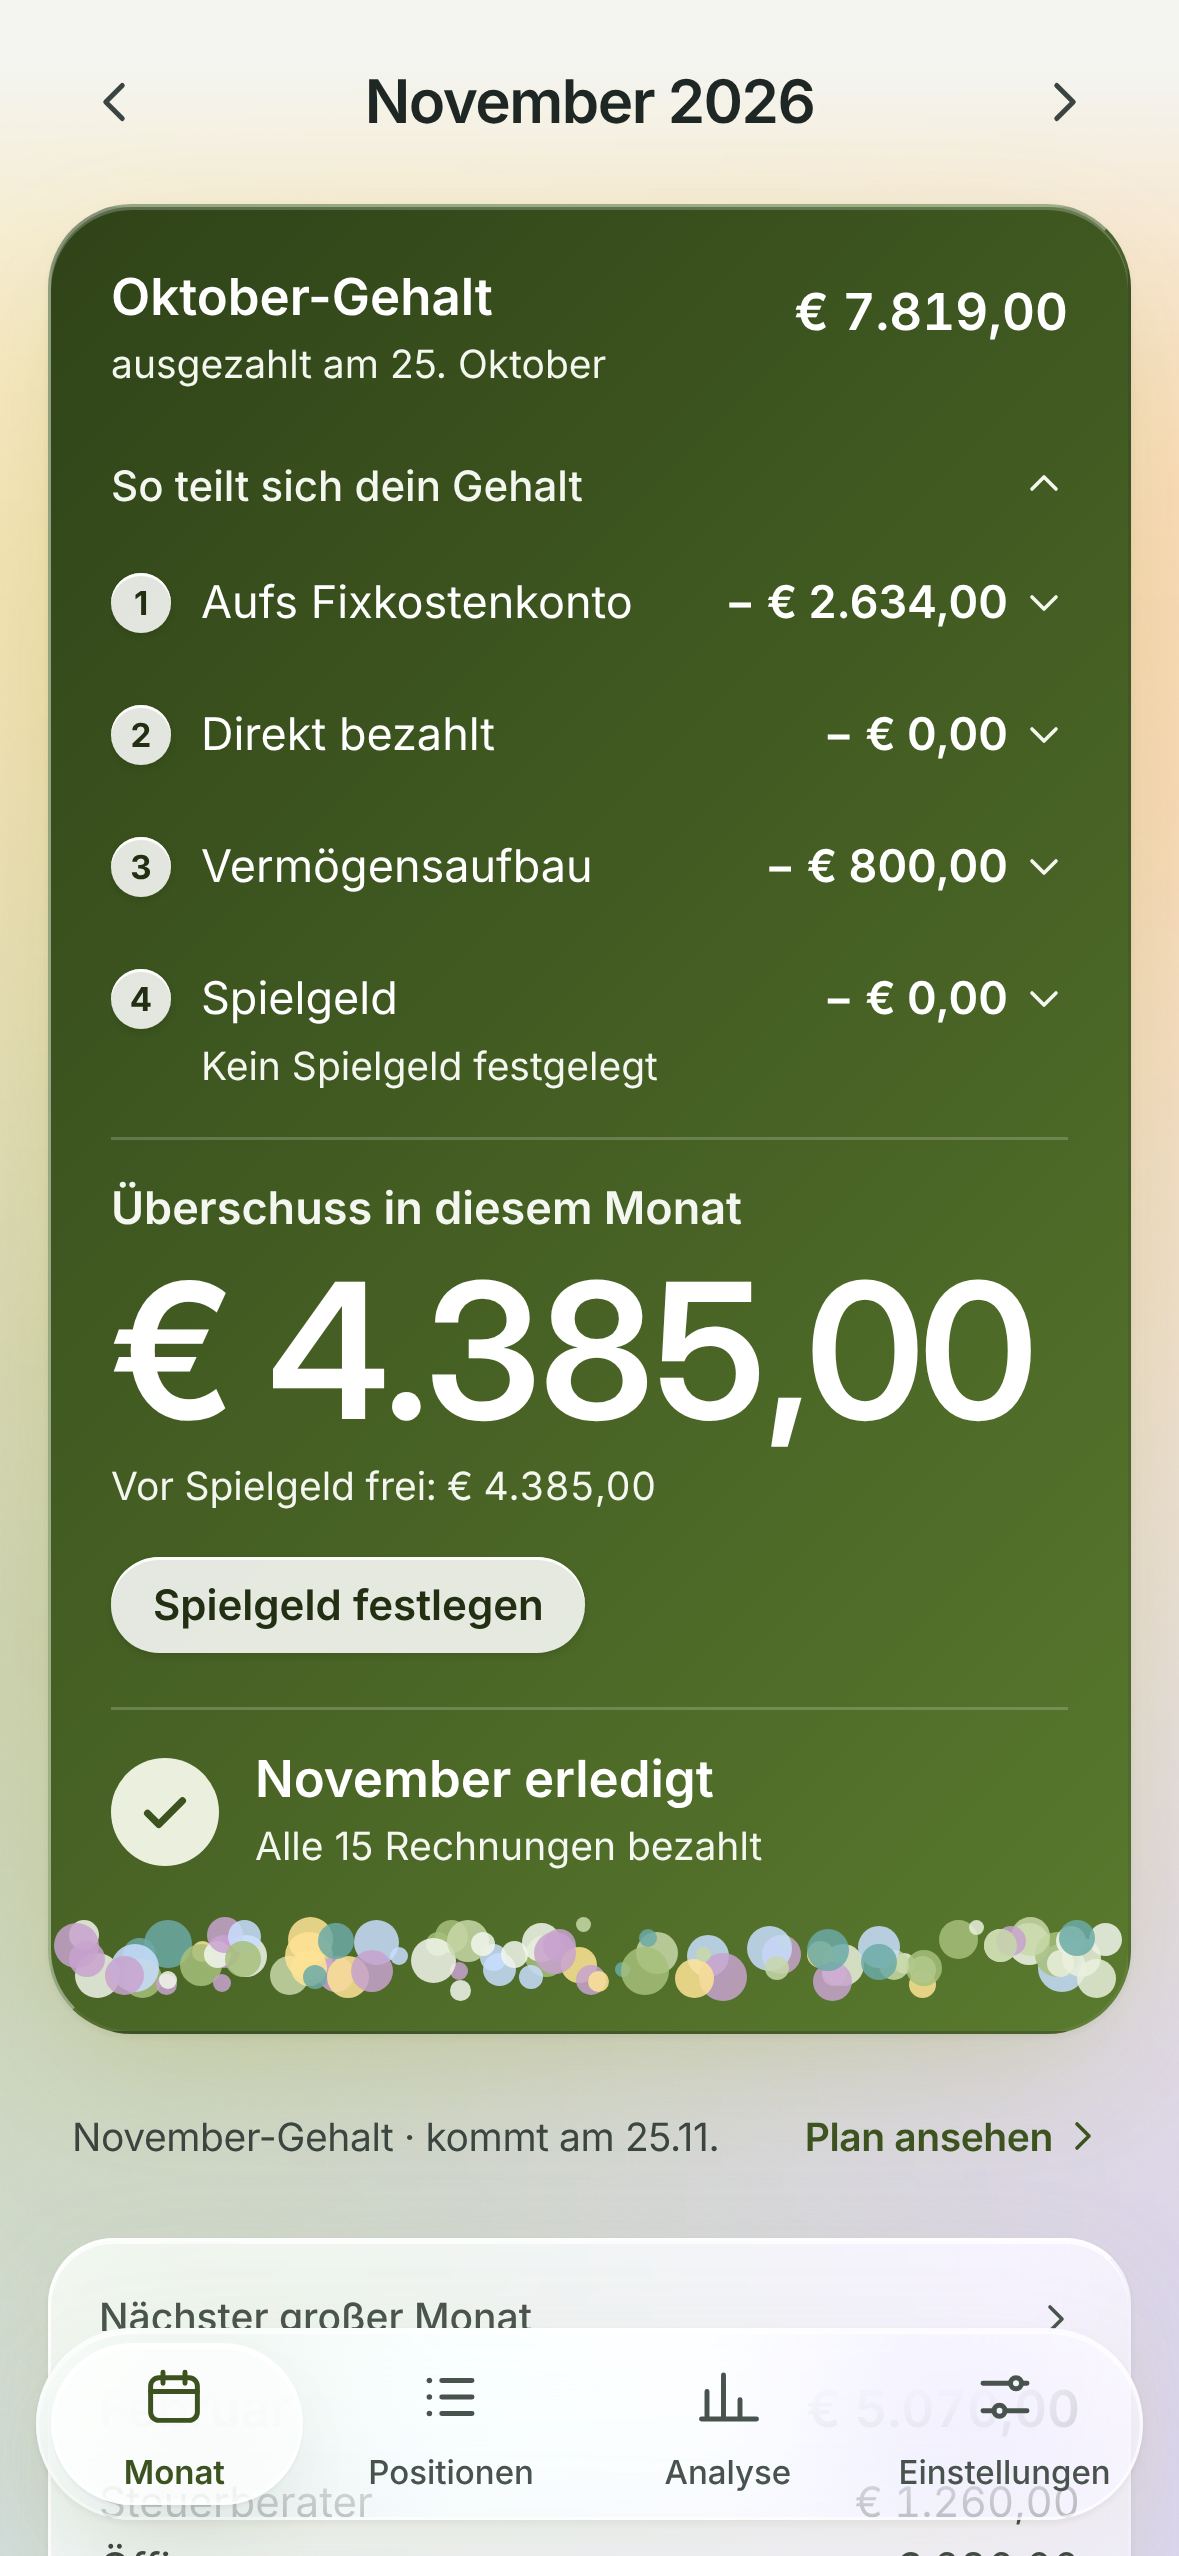 November 2026
Oktober-Gehalt
€ 7.819,00
ausgezahlt am 25. Oktober
So teilt sich dein Gehalt
1 Aufs Fixkostenkonto – € 2.634,00
2 Direkt bezahlt – € 0,00
3 Vermögensaufbau – € 800,00
4 Spielgeld – € 0,00
Kein Spielgeld festgelegt
Überschuss in diesem Monat
€ 4.385,00
Vor Spielgeld frei: € 4.385,00
Spielgeld festlegen
November erledigt
Alle 15 Rechnungen bezahlt
November-Gehalt · kommt am 25.11. Plan ansehen
Nächster großer Monat
€ 5.070,00
Monat Positionen Analyse Einstellungen
Steuerberater € 1.260,00